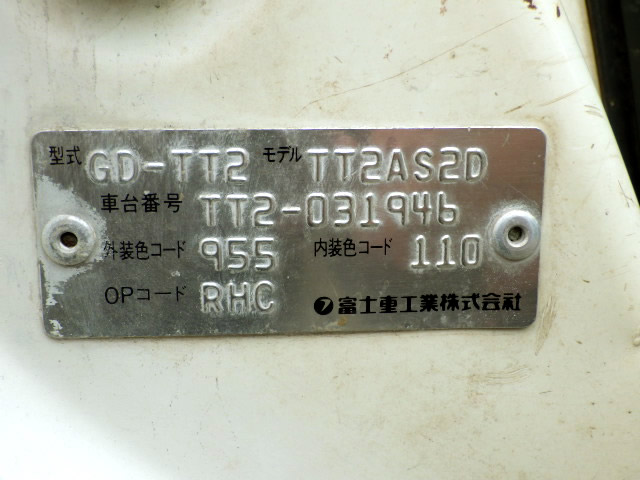 型式 GD-TT2 モデル TT2AS2D
車台番号 TT2-031946
外装色コード 955 内装色コード 110
OPコード RHC
フ 富士重工業株式会社